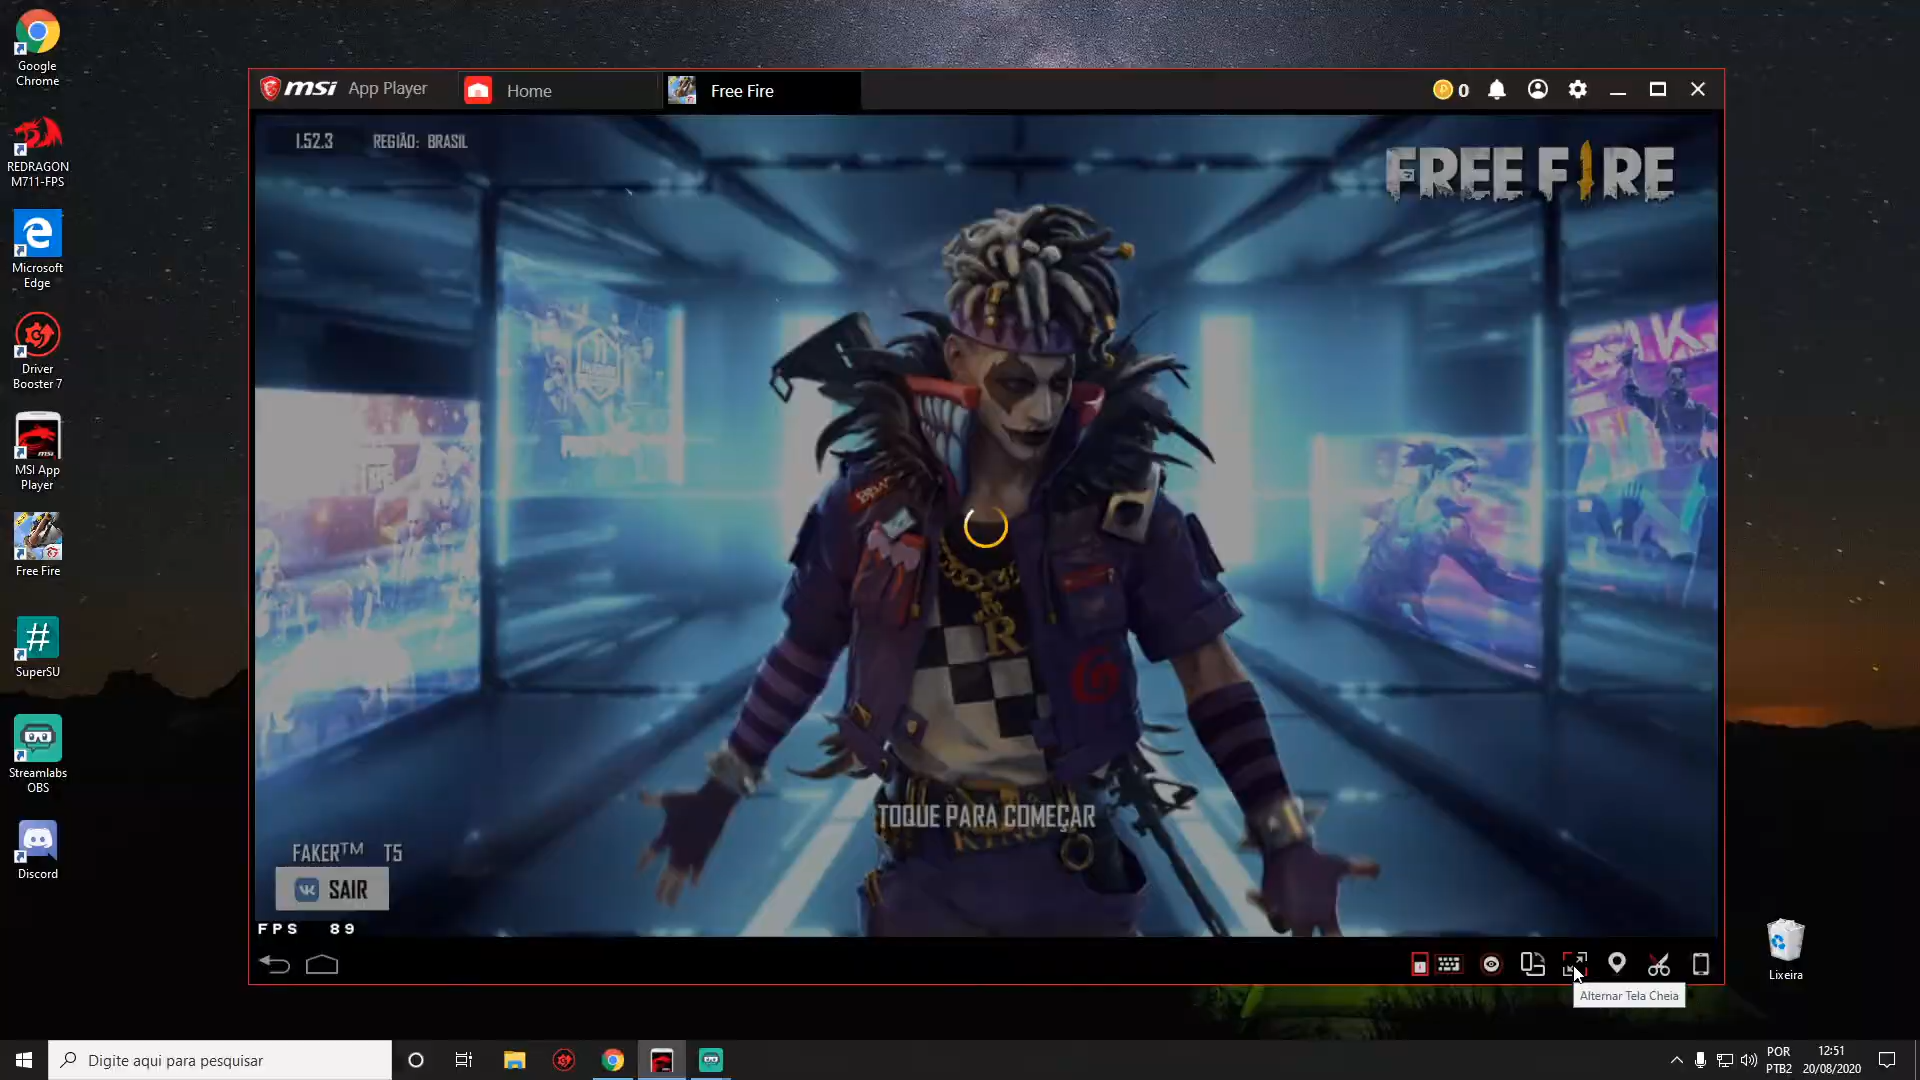 Google
Chrome
REDRAGON
M711-FPS
Microsoft
Edge
Driver
Booster 7
MSI App
Player
Free Fire
SuperSU
Streamlabs
OBS
Discord
Lixeira
msi App Player
Home
Free Fire
0
1.52.3
REGIÃO: BRASIL
FREE FIRE
TOQUE PARA COMEÇAR
FAKER™ T5
SAIR
FPS 89
Alternar Tela Cheia
Digite aqui para pesquisar
POR
PTB2
12:51
20/08/2020